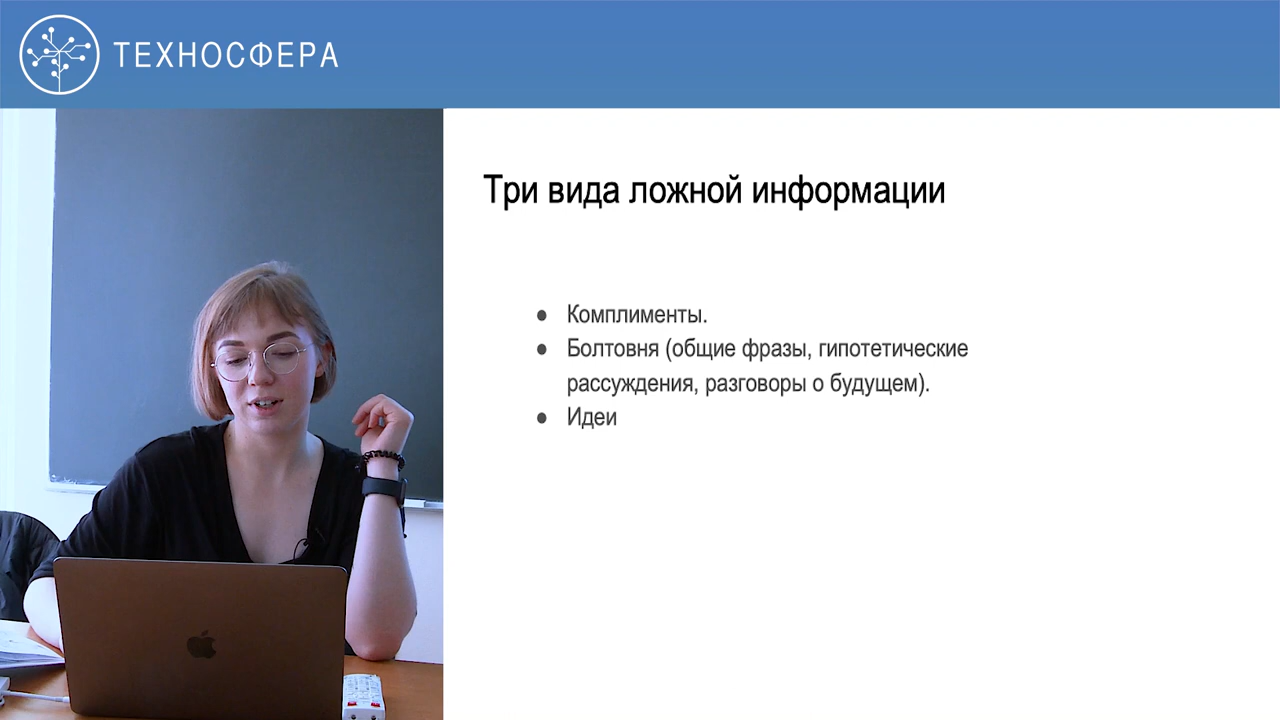 ТЕХНОСФЕРА
Три вида ложной информации
● Комплименты.
● Болтовня (общие фразы, гипотетические
рассуждения, разговоры о будущем).
● Идеи